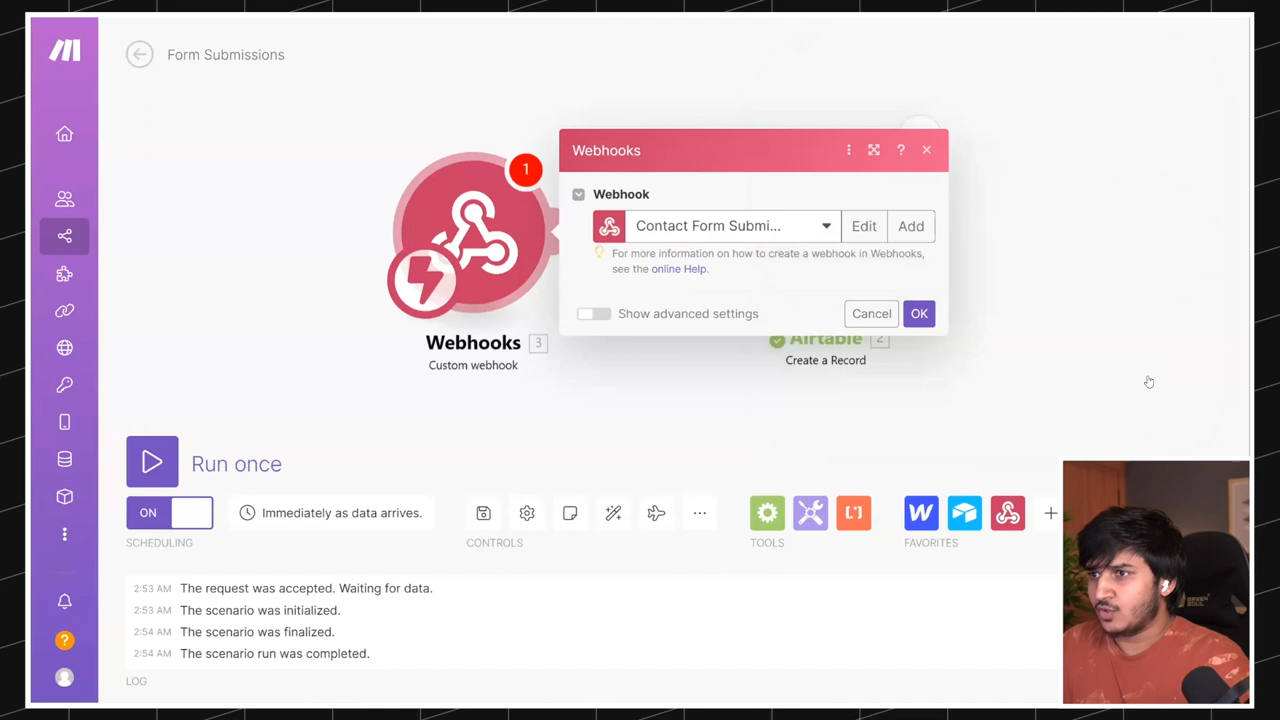 Form Submissions
1
Webhooks
?
Webhook
Contact Form Submi...
Edit
Add
For more information on how to create a webhook in Webhooks,
see the online Help.
Show advanced settings
Cancel
OK
Webhooks 3
Custom webhook
Airtable 2
Create a Record
Run once
ON
Immediately as data arrives.
SCHEDULING
CONTROLS
TOOLS
FAVORITES
2:53 AM The request was accepted. Waiting for data.
2:53 AM The scenario was initialized.
2:54 AM The scenario was finalized.
2:54 AM The scenario run was completed.
LOG
?
GREEN
SOUL